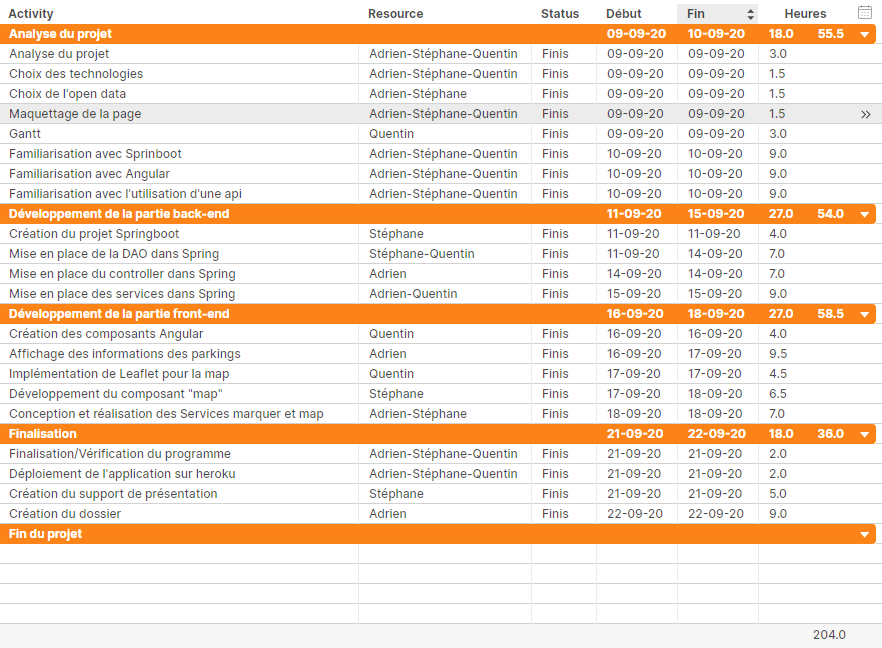 Activity Resource Status Début Fin Heures
Analyse du projet 09-09-20 10-09-20 18.0 55.5
Analyse du projet Adrien-Stéphane-Quentin Finis 09-09-20 09-09-20 3.0
Choix des technologies Adrien-Stéphane-Quentin Finis 09-09-20 09-09-20 1.5
Choix de l'open data Adrien-Stéphane Finis 09-09-20 09-09-20 1.5
Maquettage de la page Adrien-Stéphane-Quentin Finis 09-09-20 09-09-20 1.5 »
Gantt Quentin Finis 09-09-20 09-09-20 3.0
Familiarisation avec Sprinboot Adrien-Stéphane-Quentin Finis 10-09-20 10-09-20 9.0
Familiarisation avec Angular Adrien-Stéphane-Quentin Finis 10-09-20 10-09-20 9.0
Familiarisation avec l'utilisation d'une api Adrien-Stéphane-Quentin Finis 10-09-20 10-09-20 9.0
Développement de la partie back-end 11-09-20 15-09-20 27.0 54.0
Création du projet Springboot Stéphane Finis 11-09-20 11-09-20 4.0
Mise en place de la DAO dans Spring Stéphane-Quentin Finis 11-09-20 14-09-20 7.0
Mise en place du controller dans Spring Adrien Finis 14-09-20 14-09-20 7.0
Mise en place des services dans Spring Adrien-Quentin Finis 15-09-20 15-09-20 9.0
Développement de la partie front-end 16-09-20 18-09-20 27.0 58.5
Création des composants Angular Quentin Finis 16-09-20 16-09-20 4.0
Affichage des informations des parkings Adrien Finis 16-09-20 17-09-20 9.5
Implémentation de Leaflet pour la map Quentin Finis 17-09-20 17-09-20 4.5
Développement du composant "map" Stéphane Finis 17-09-20 18-09-20 6.5
Conception et réalisation des Services marquer et map Adrien-Stéphane Finis 18-09-20 18-09-20 7.0
Finalisation 21-09-20 22-09-20 18.0 36.0
Finalisation/Vérification du programme Adrien-Stéphane-Quentin Finis 21-09-20 21-09-20 2.0
Déploiement de l'application sur heroku Adrien-Stéphane-Quentin Finis 21-09-20 21-09-20 2.0
Création du support de présentation Stéphane Finis 21-09-20 21-09-20 5.0
Création du dossier Adrien Finis 22-09-20 22-09-20 9.0
Fin du projet
204.0